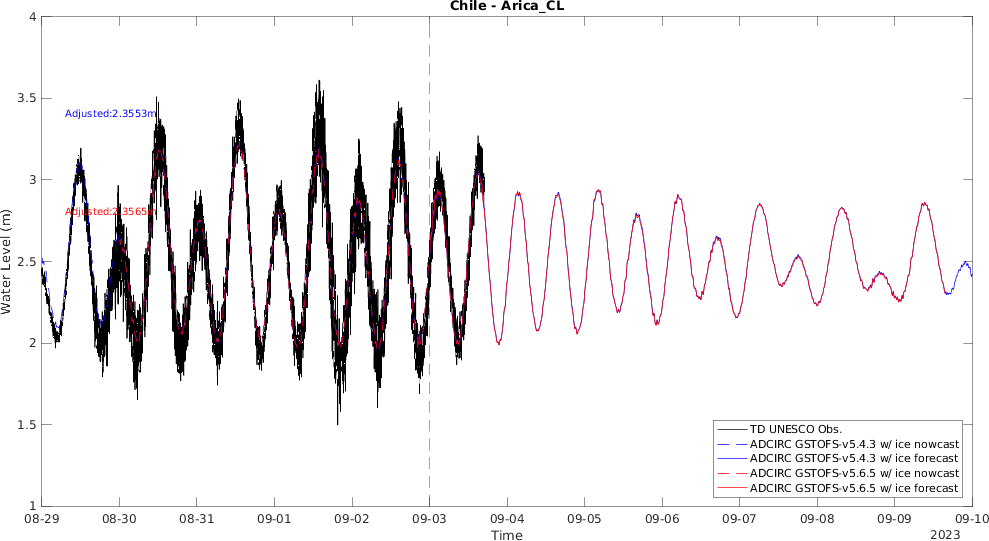 Chile - Arica_CL
4
3.5
3
2.5
2
1.5
1
Water Level (m)
Adjusted:2.3553m
Adjusted:2.3565m
TD UNESCO Obs.
ADCIRC GSTOFS-v5.4.3 w/ ice nowcast
ADCIRC GSTOFS-v5.4.3 w/ ice forecast
ADCIRC GSTOFS-v5.6.5 w/ ice nowcast
ADCIRC GSTOFS-v5.6.5 w/ ice forecast
08-29 08-30 08-31 09-01 09-02 09-03 09-04 09-05 09-06 09-07 09-08 09-09 09-10
Time
2023